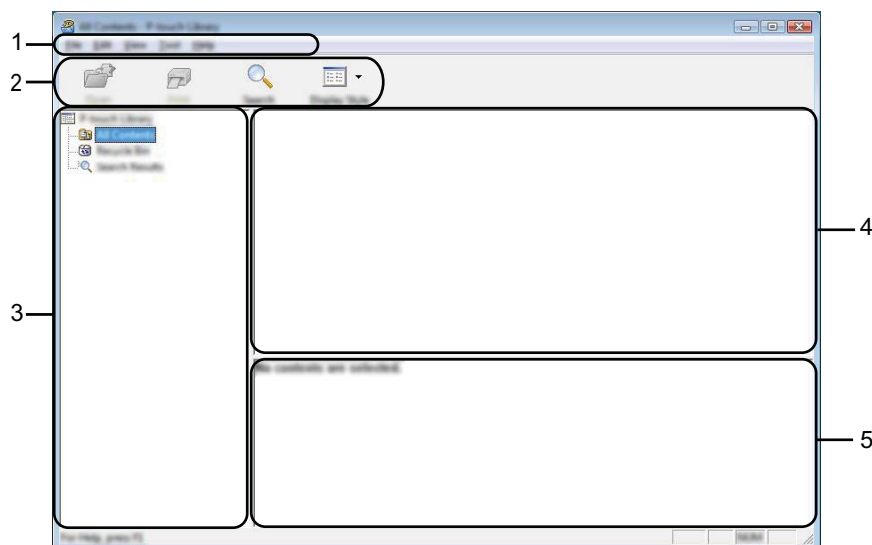 1
All Contents - P-touch Library
File Edit View Tool Help
2
Open Print Search Display Style
P-touch Library
All Contents
Recycle Bin
Search Results
3
4
No contents are selected.
5
For Help, press F1
NUM